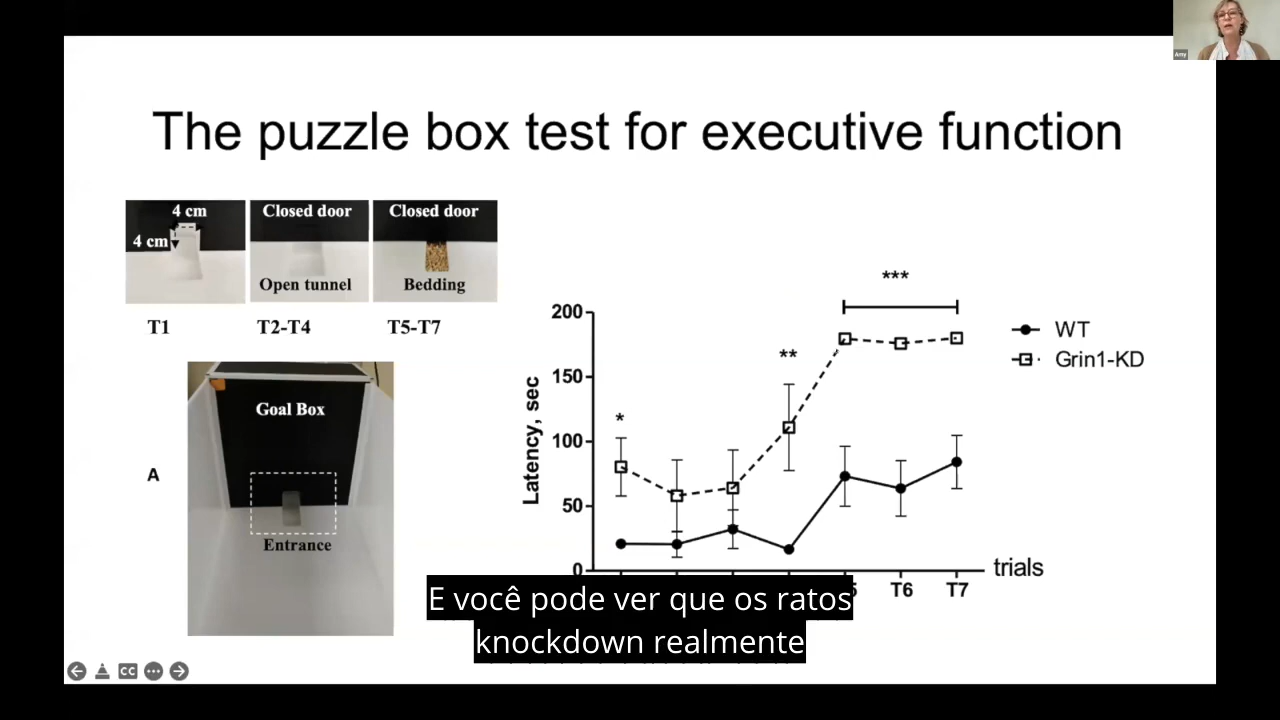 Amy
The puzzle box test for executive function
4 cm
4 cm
Closed door
Open tunnel
Closed door
Bedding
T1
T2-T4
T5-T7
A
Goal Box
Entrance
Latency, sec
200
150
100
50
0
*
**
***
WT
Grin1-KD
T6
T7
trials
E você pode ver que os ratos
knockdown realmente
CC